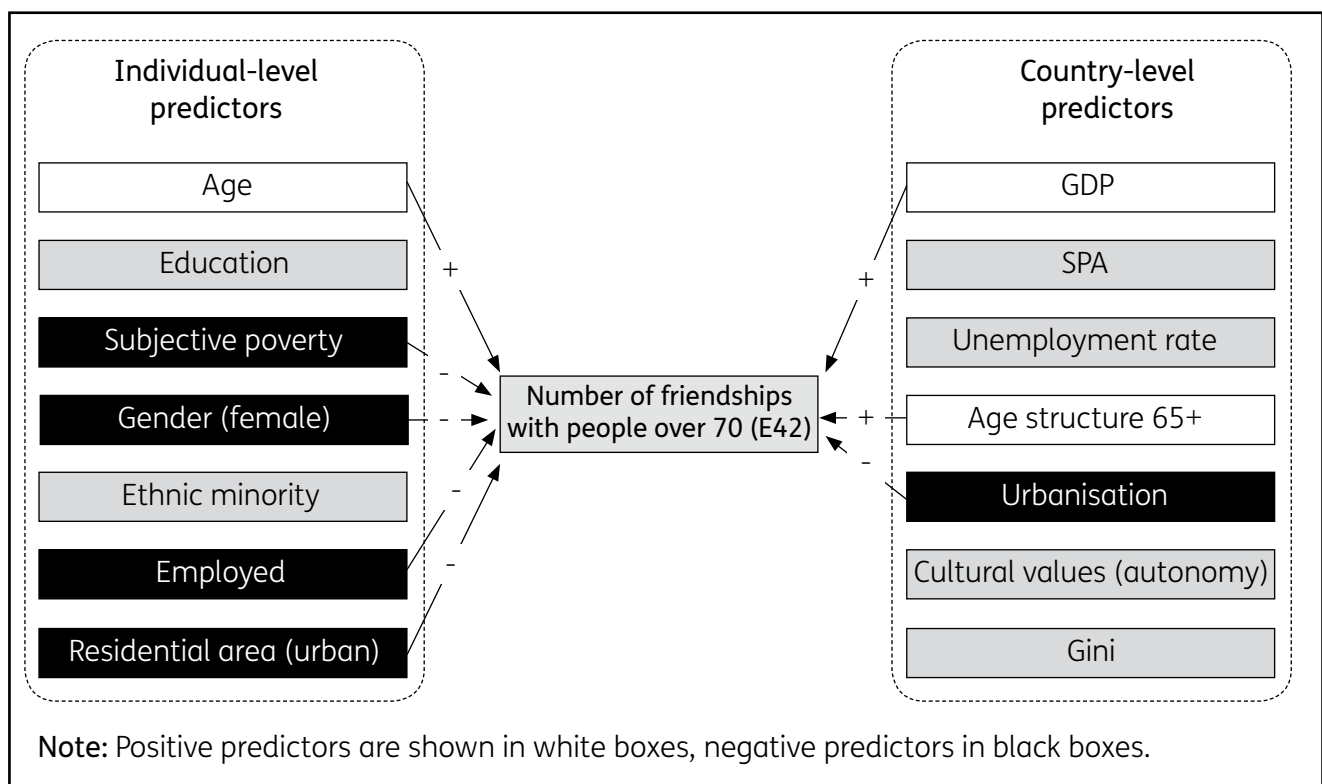 Individual-level
predictors
Age
Education
Subjective poverty
Gender (female)
Ethnic minority
Employed
Residential area (urban)
+
-
-
-
-
Number of friendships
with people over 70 (E42)
+
+
-
Country-level
predictors
GDP
SPA
Unemployment rate
Age structure 65+
Urbanisation
Cultural values (autonomy)
Gini
Note: Positive predictors are shown in white boxes, negative predictors in black boxes.